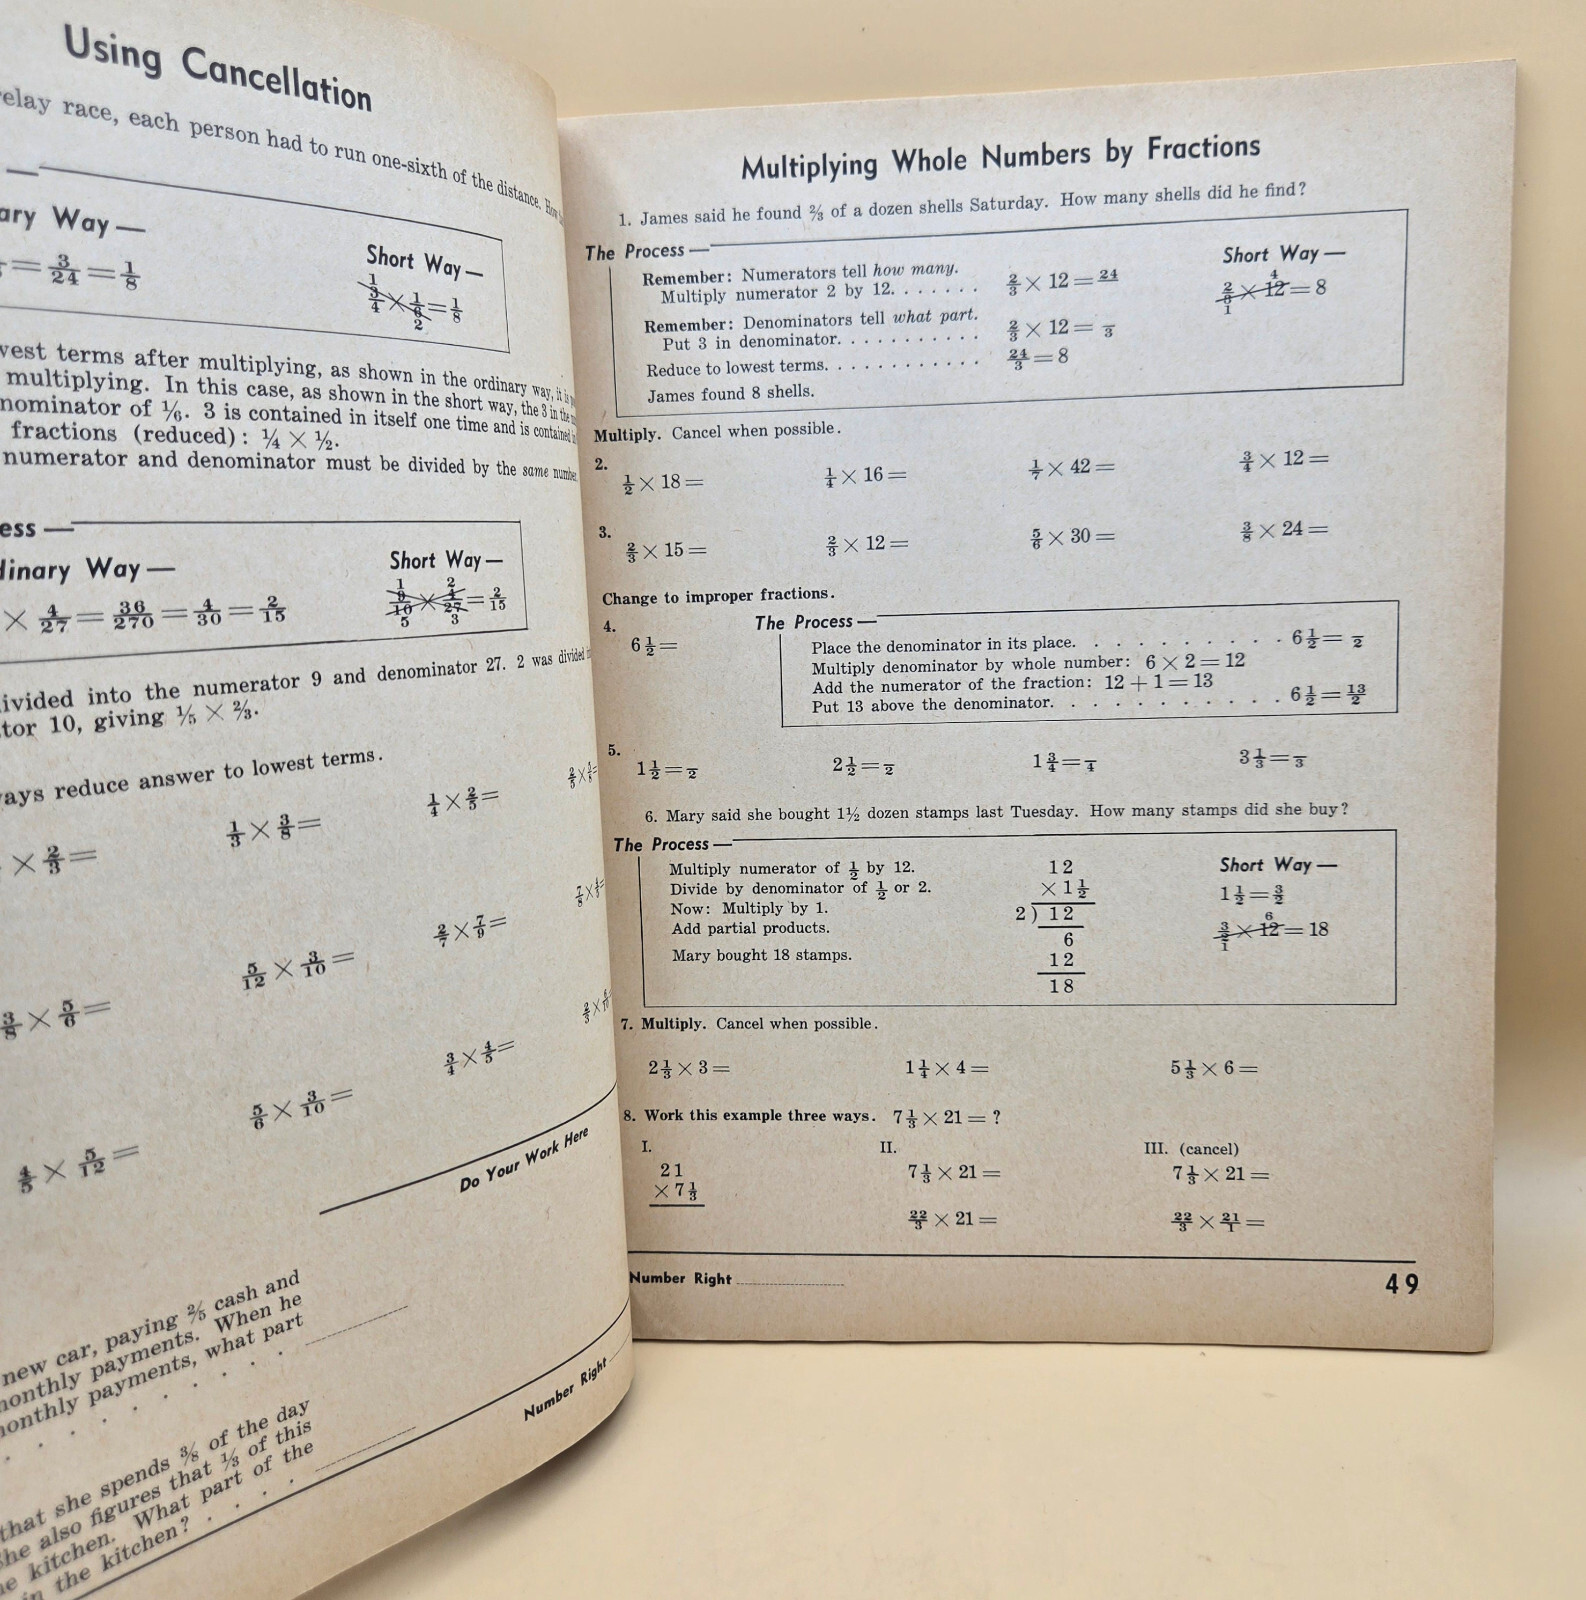 Using Cancellation
relay race, each person had to run one-sixth of the distance.
ary Way —
= 3/24 = 1/8
Short Way —
1
3/4 × 1/6 = 1/8
2
west terms after multiplying, as shown in the ordinary way, it is
multiplying. In this case, as shown in the short way, the 3 in the
nominator of 1/6. 3 is contained in itself one time and is contained
fractions (reduced): 1/4 × 1/2.
numerator and denominator must be divided by the same number.
ess —
dinary Way —
× 4/27 = 36/270 = 4/30 = 2/15
Short Way —
1 2
9/10 × 4/27 = 2/15
5 3
divided into the numerator 9 and denominator 27. 2 was divided
tor 10, giving 1/5 × 2/3.
ways reduce answer to lowest terms.
× 2/3 = 1/3 × 3/8 = 1/4 × 2/5 =
3/8 × 5/6 = 5/12 × 3/10 = 2/7 × 7/9 =
4/5 × 5/12 = 5/6 × 3/10 = 3/4 × 4/5 =
Do Your Work Here
new car, paying 2/5 cash and
monthly payments. When he
monthly payments, what part
that she spends 3/8 of the day
She also figures that 1/3 of this
he kitchen. What part of the
in the kitchen?
Number Right
Multiplying Whole Numbers by Fractions
1. James said he found 2/3 of a dozen shells Saturday. How many shells did he find?
The Process —
Remember: Numerators tell how many.
Multiply numerator 2 by 12. . . . . . . 2/3 × 12 = 24
Remember: Denominators tell what part.
Put 3 in denominator. . . . . . . . . . . 2/3 × 12 = /3
Reduce to lowest terms. . . . . . . . . . . . 24/3 = 8
James found 8 shells.
Short Way —
4
2/3 × 12 = 8
1
Multiply. Cancel when possible.
2. 1/2 × 18 = 1/4 × 16 = 1/7 × 42 = 3/4 × 12 =
3. 2/3 × 15 = 2/3 × 12 = 5/6 × 30 = 3/8 × 24 =
Change to improper fractions.
4. 6 1/2 =
The Process —
Place the denominator in its place. . . . . . . . . . . 6 1/2 = /2
Multiply denominator by whole number: 6 × 2 = 12
Add the numerator of the fraction: 12 + 1 = 13
Put 13 above the denominator. . . . . . . . . . . . 6 1/2 = 13/2
5. 1 1/2 = /2 2 1/2 = /2 1 3/4 = /4 3 1/3 = /3
6. Mary said she bought 1 1/2 dozen stamps last Tuesday. How many stamps did she buy?
The Process —
Multiply numerator of 1/2 by 12.
Divide by denominator of 1/2 or 2.
Now: Multiply by 1.
Add partial products.
Mary bought 18 stamps.
12
× 1 1/2
2 ) 12
6
12
18
Short Way —
1 1/2 = 3/2
6
3/2 × 12 = 18
1
7. Multiply. Cancel when possible.
2 1/3 × 3 = 1 1/4 × 4 = 5 1/3 × 6 =
8. Work this example three ways. 7 1/3 × 21 = ?
I. II. III. (cancel)
21 7 1/3 × 21 = 7 1/3 × 21 =
× 7 1/3
22/3 × 21 = 22/3 × 21/1 =
Number Right
49